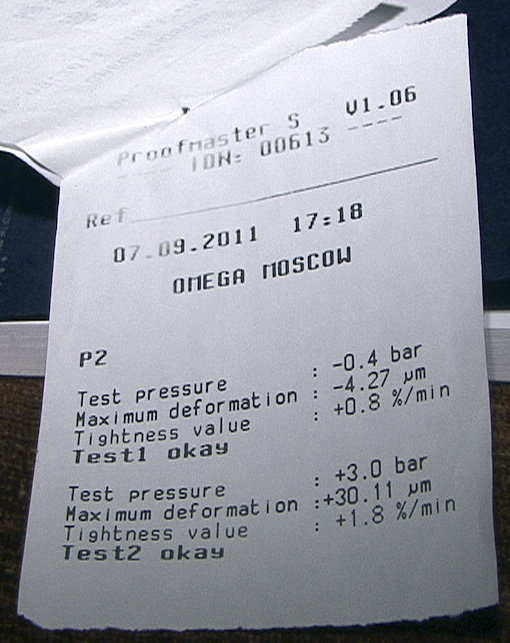 Proofmaster S V1.06
IDN: 00613
Ref
07.09.2011 17:18
OMEGA MOSCOW
P2
Test pressure : -0.4 bar
Maximum deformation : -4.27 µm
Tightness value : +0.8 %/min
Test1 okay
Test pressure : +3.0 bar
Maximum deformation :+30.11 µm
Tightness value : +1.8 %/min
Test2 okay